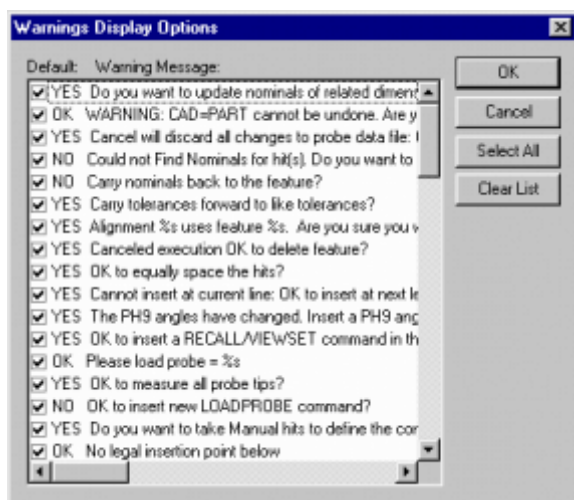 Warnings Display Options
Default: Warning Message:
YES Do you want to update nominals of related dimen
OK WARNING: CAD=PART cannot be undone. Are y
YES Cancel will discard all changes to probe data file:
NO Could not Find Nominals for hit(s). Do you want to
NO Carry nominals back to the feature?
YES Carry tolerances forward to like tolerances?
YES Alignment %s uses feature %s. Are you sure you
YES Canceled execution OK to delete feature?
YES OK to equally space the hits?
YES Cannot insert at current line: OK to insert at next le
YES The PH9 angles have changed. Insert a PH9 ang
YES OK to insert a RECALL/VIEWSET command in th
OK Please load probe = %s
YES OK to measure all probe tips?
NO OK to insert new LOADPROBE command?
YES Do you want to take Manual hits to define the cor
OK No legal insertion point below
OK
Cancel
Select All
Clear List